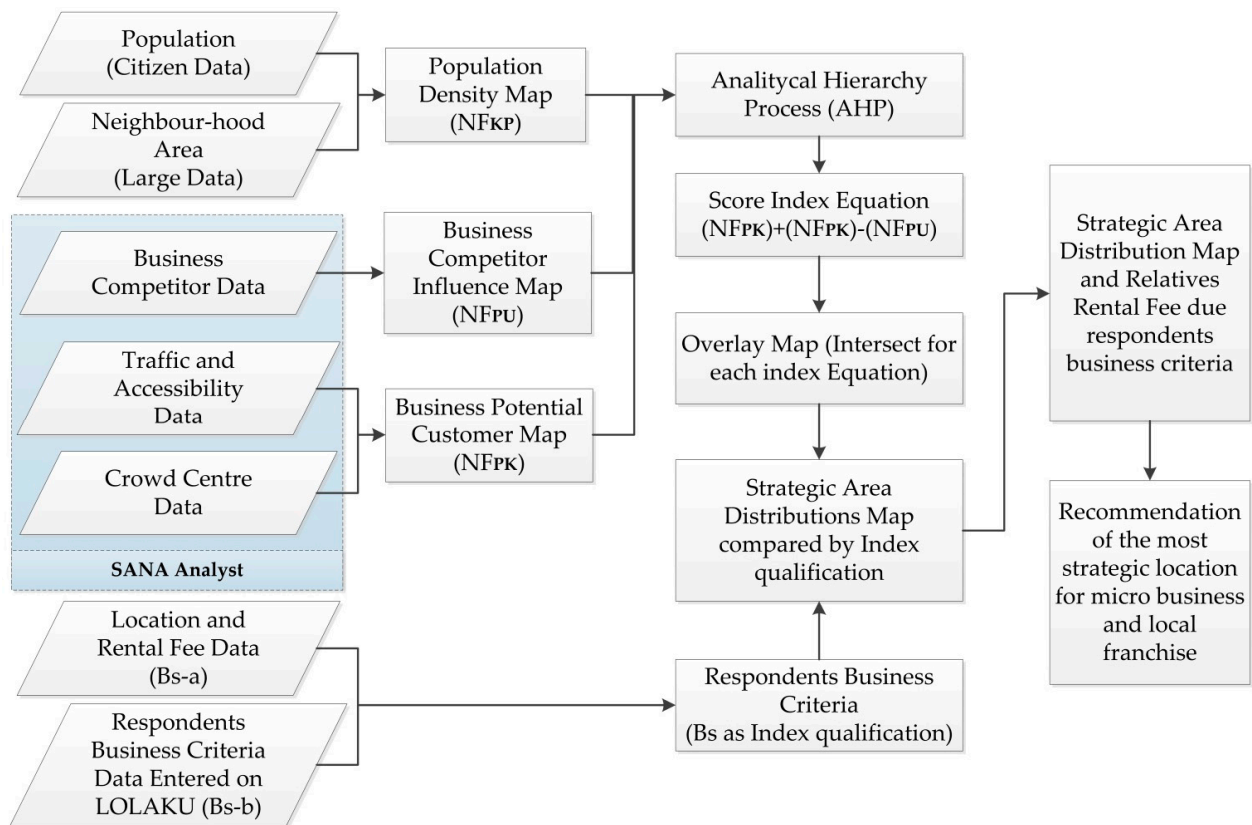 Population
(Citizen Data)
Neighbour-hood
Area
(Large Data)
Business
Competitor Data
Traffic and
Accessibility
Data
Crowd Centre
Data
SANA Analyst
Location and
Rental Fee Data
(Bs-a)
Respondents
Business Criteria
Data Entered on
LOLAKU (Bs-b)
Population
Density Map
(NFKP)
Business
Competitor
Influence Map
(NFPU)
Business Potential
Customer Map
(NFPK)
Analitycal Hierarchy
Process (AHP)
Score Index Equation
(NFPK)+(NFPK)-(NFPU)
Overlay Map (Intersect for
each index Equation)
Strategic Area
Distributions Map
compared by Index
qualification
Respondents Business
Criteria
(Bs as Index qualification)
Strategic Area
Distribution Map
and Relatives
Rental Fee due
respondents
business criteria
Recommendation
of the most
strategic location
for micro business
and local
franchise